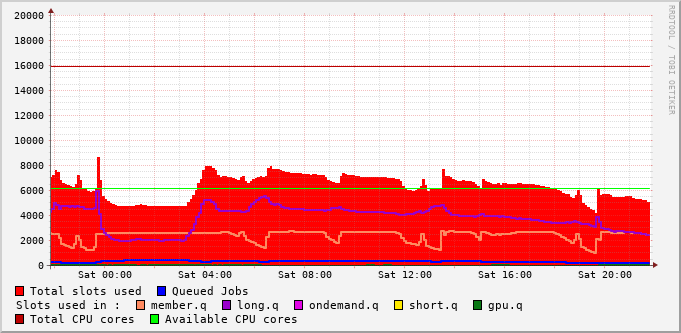 20000
18000
16000
14000
12000
10000
8000
6000
4000
2000
0
Sat 00:00 Sat 04:00 Sat 08:00 Sat 12:00 Sat 16:00 Sat 20:00
Total slots used Queued Jobs
Slots used in : member.q long.q ondemand.q short.q gpu.q
Total CPU cores Available CPU cores
RRDTOOL / TOBI OETIKER